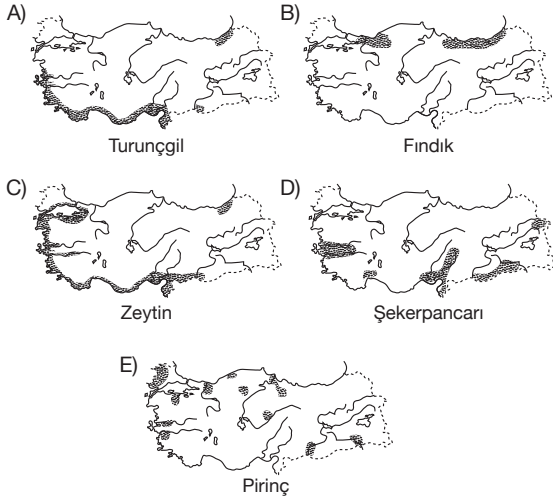 A)
B)
Turunçgil
Fındık
C)
D)
Zeytin
Şekerpancarı
E)
Pirinç